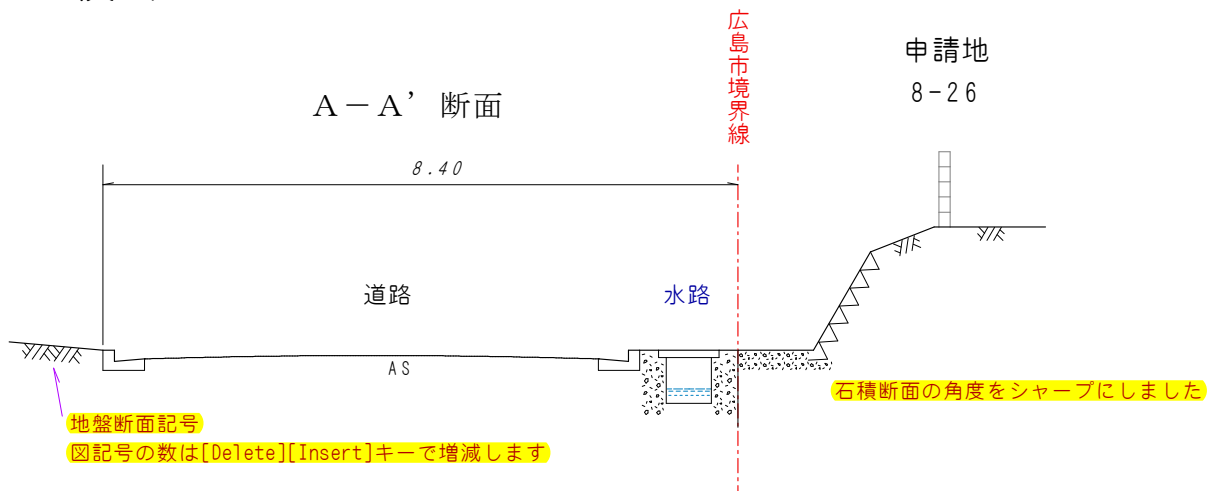 広島市境界線
申請地
8-26
A－A’断面
8.40
道路
水路
AS
石積断面の角度をシャープにしました
地盤断面記号
図記号の数は[Delete][Insert]キーで増減します